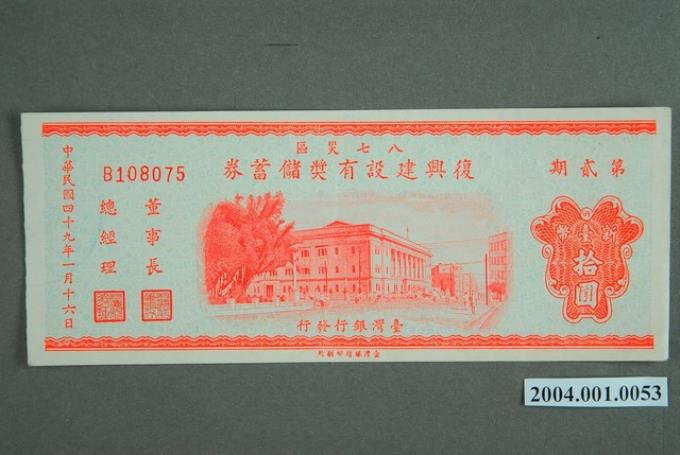 八七災區
復興建設有獎儲蓄券
第貳期
新臺幣
拾圓
臺灣銀行發行
B108075
董事長
總經理
中華民國四十九年一月十六日
2004.001.0053